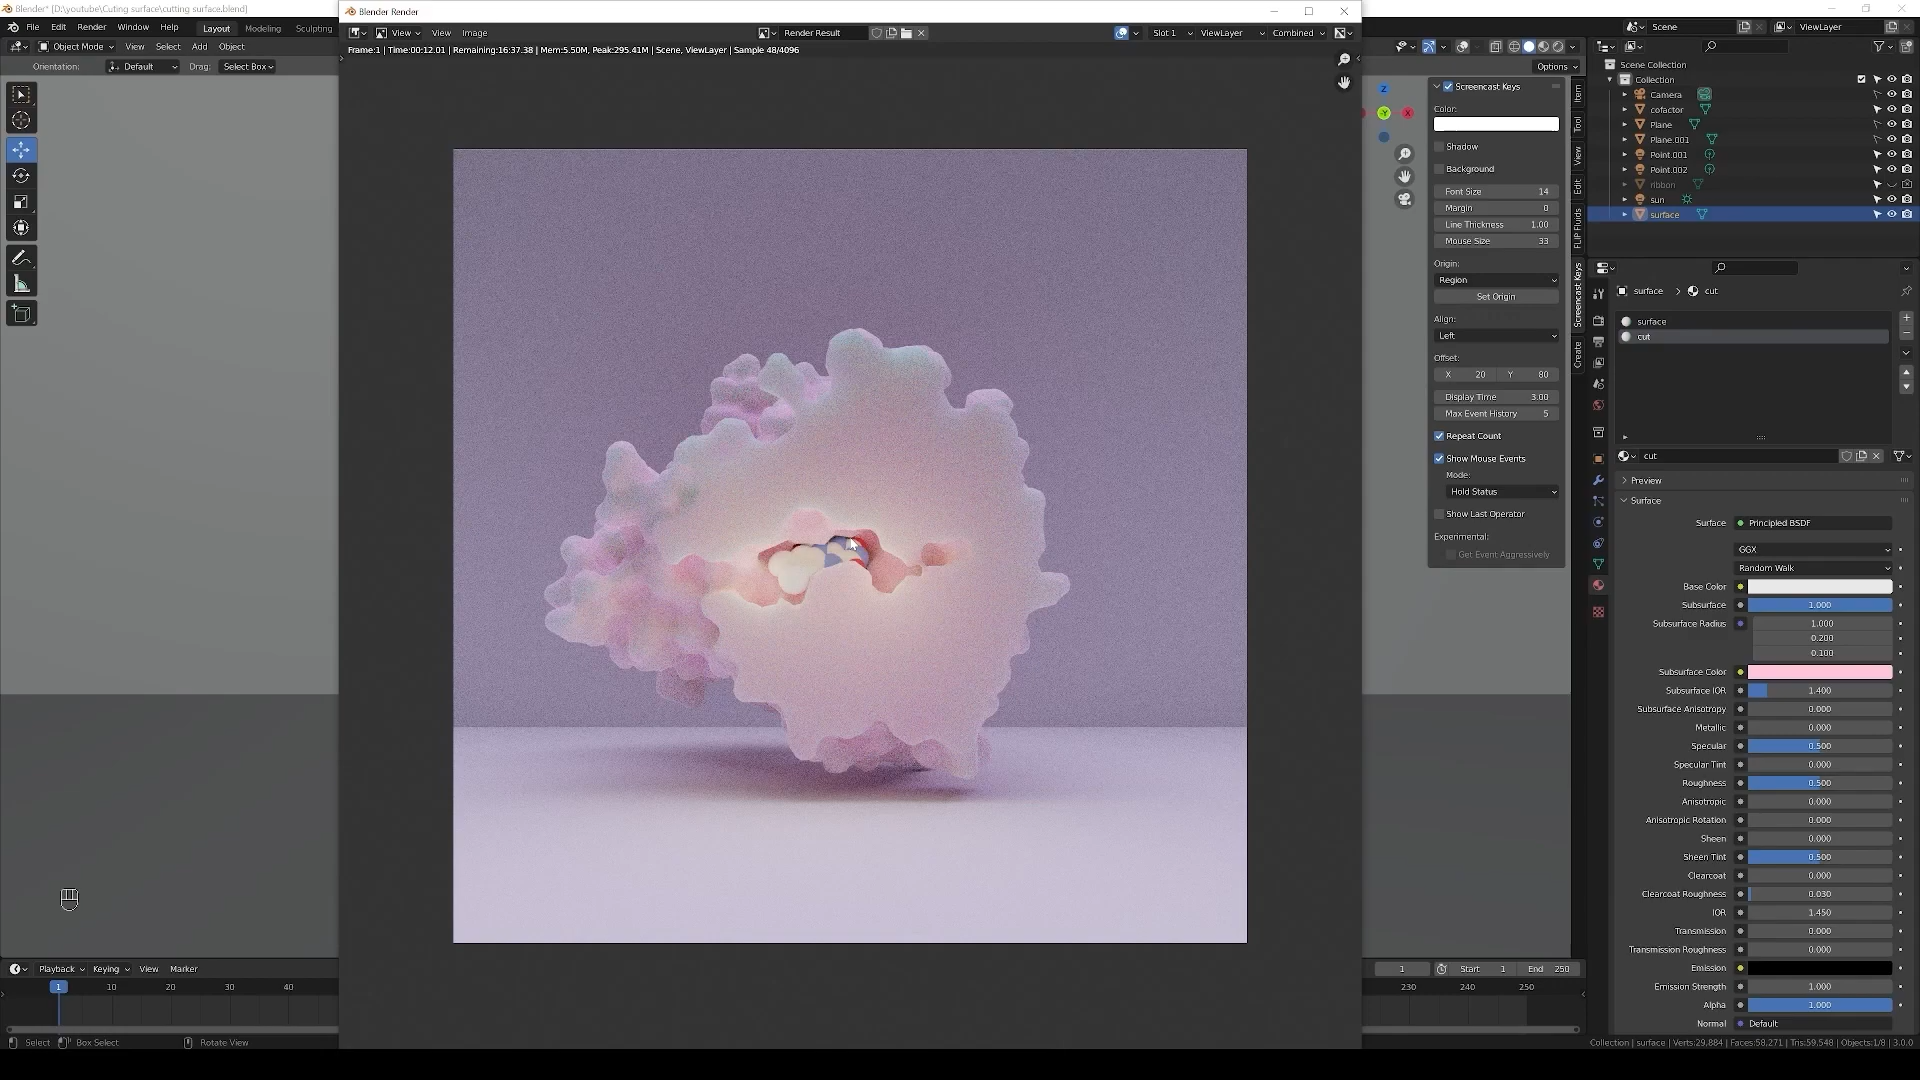 Blender* [D:\youtube\Cuting surface\cutting surface.blend]
Blender Render
File Edit Render Window Help Layout Modeling Sculpting
View View Image Render Result Slot 1 ViewLayer Combined
Scene ViewLayer
Object Mode View Select Add Object
Frame:1 | Time:00:12.01 | Remaining:16:37.38 | Mem:5.50M, Peak:295.41M | Scene, ViewLayer | Sample 48/4096
Orientation: Default Drag: Select Box
Options
Scene Collection
Collection
Camera
cofactor
Plane
Plane.001
Point.001
Point.002
ribbon
sun
surface
Z
-Y
X
Screencast Keys
Color:
Shadow
Background
Font Size 14
Margin 0
Line Thickness 1.00
Mouse Size 33
Origin:
Region
Set Origin
Align:
Left
Offset:
X 20 Y 80
Display Time 3.00
Max Event History 5
Repeat Count
Show Mouse Events
Mode:
Hold Status
Show Last Operator
Experimental:
Get Event Aggressively
Item
Tool
View
Edit
FLIP Fluids
Screencast Keys
Create
surface > cut
surface
cut
cut
Preview
Surface
Surface Principled BSDF
GGX
Random Walk
Base Color
Subsurface 1.000
Subsurface Radius 1.000
0.200
0.100
Subsurface Color
Subsurface IOR 1.400
Subsurface Anisotropy 0.000
Metallic 0.000
Specular 0.500
Specular Tint 0.000
Roughness 0.500
Anisotropic 0.000
Anisotropic Rotation 0.000
Sheen 0.000
Sheen Tint 0.500
Clearcoat 0.000
Clearcoat Roughness 0.030
IOR 1.450
Transmission 0.000
Transmission Roughness 0.000
Emission
Emission Strength 1.000
Alpha 1.000
Normal Default
Playback Keying View Marker
1 Start 1 End 250
1 10 20 30 40 230 240 250
Select Box Select Rotate View
Collection | surface | Verts:29,884 | Faces:58,271 | Tris:59,548 | Objects:1/8 | 3.0.0